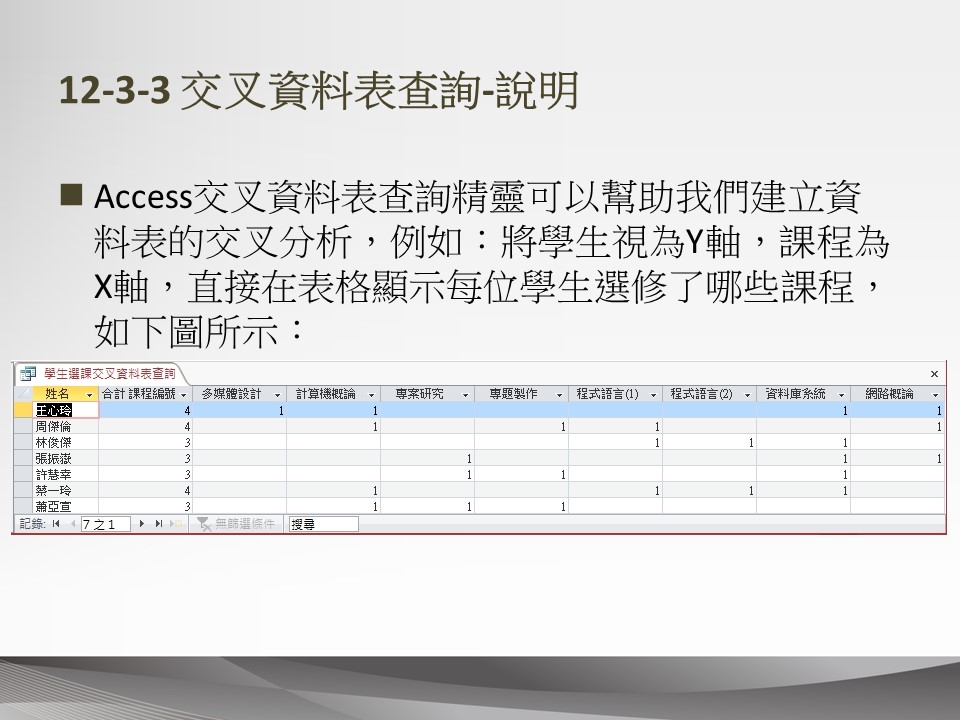 12-3-3 交叉資料表查詢-說明
Access交叉資料表查詢精靈可以幫助我們建立資
料表的交叉分析，例如：將學生視為Y軸，課程為
X軸，直接在表格顯示每位學生選修了哪些課程，
如下圖所示：
學生選課交叉資料表查詢
姓名 合計 課程編號 多媒體設計 計算機概論 專案研究 專題製作 程式語言(1) 程式語言(2) 資料庫系統 網路概論
王心玲 4 1 1 1 1
周傑倫 4 1 1 1 1
林俊傑 3 1 1 1
張振嶽 3 1 1 1
許慧幸 3 1 1 1
蔡一玲 4 1 1 1 1
蕭亞宣 3 1 1 1
記錄: 7 之 1 無篩選條件 搜尋